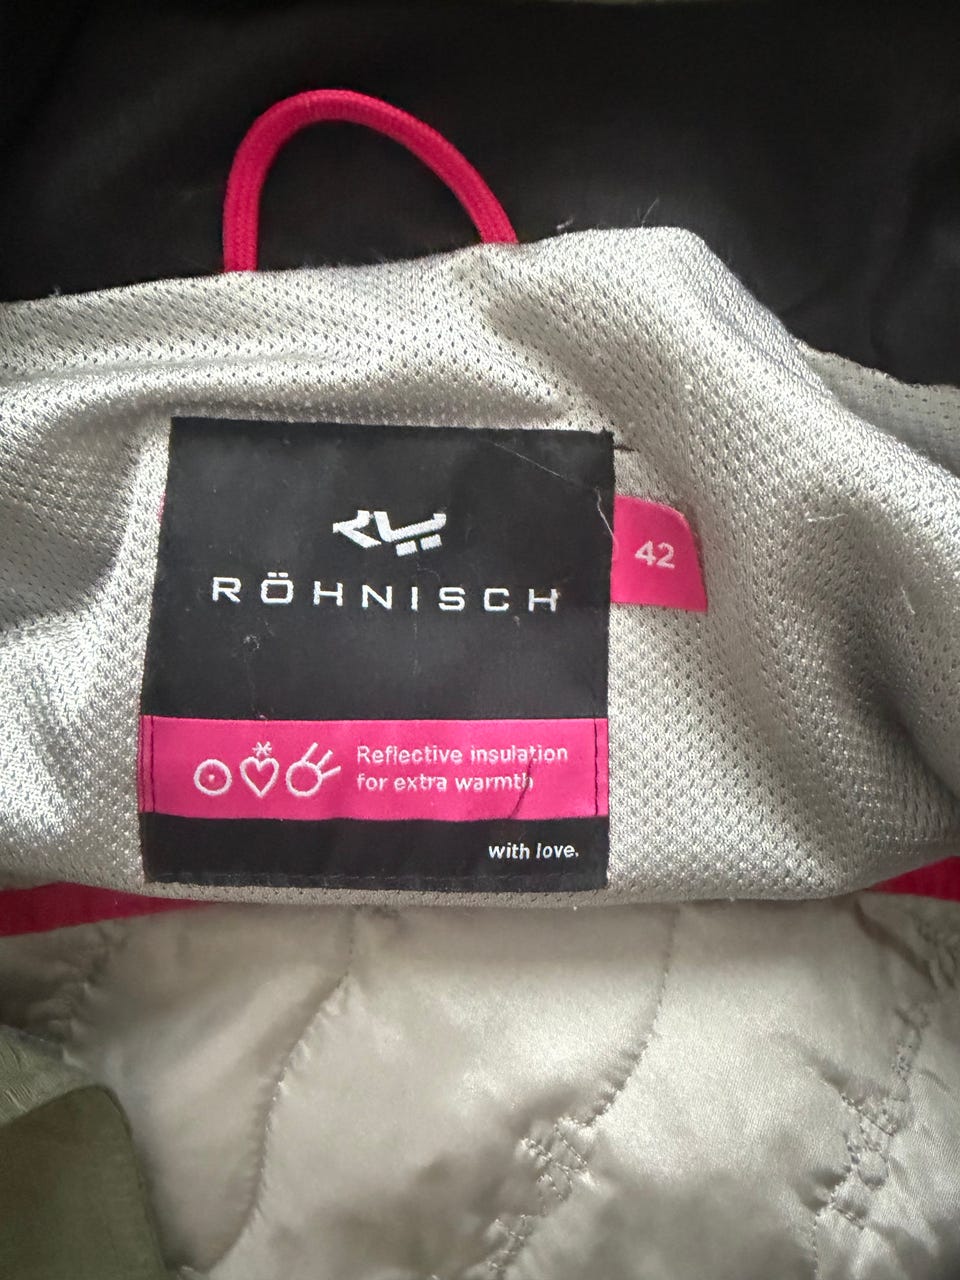 RÖHNISCH
42
Reflective insulation
for extra warmth
with love.